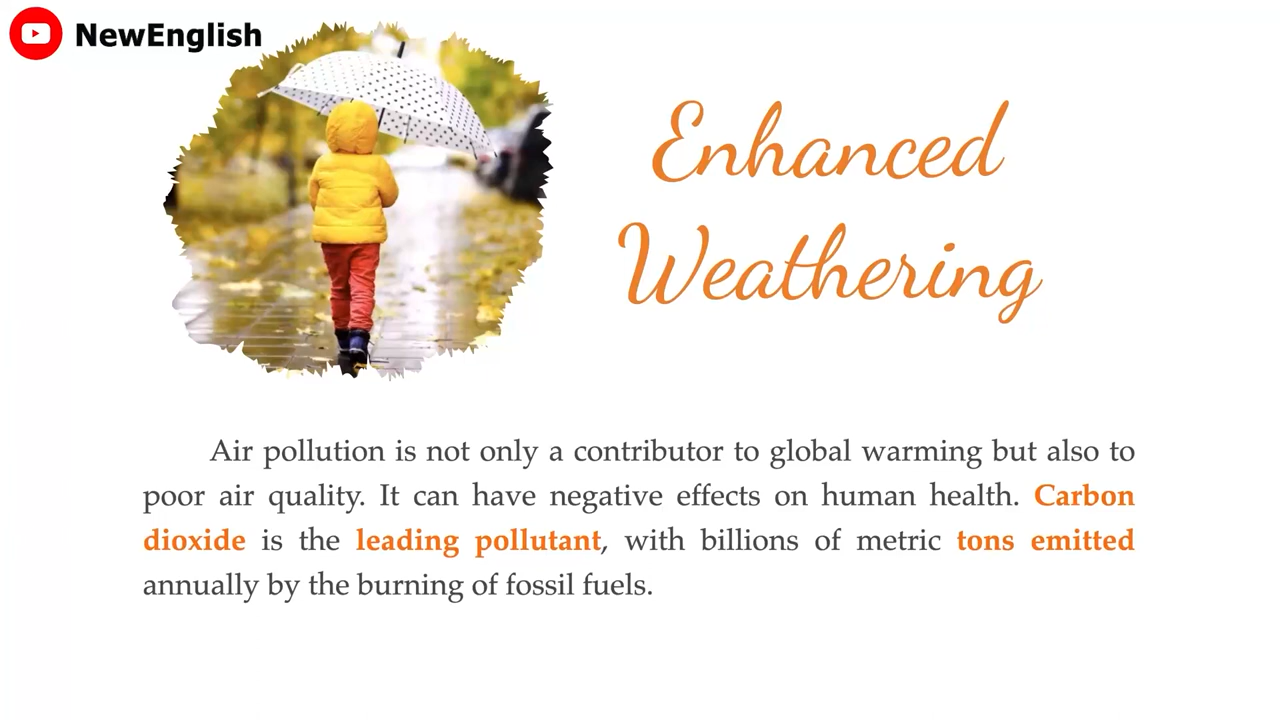 NewEnglish
Enhanced
Weathering
Air pollution is not only a contributor to global warming but also to
poor air quality. It can have negative effects on human health. Carbon
dioxide is the leading pollutant, with billions of metric tons emitted
annually by the burning of fossil fuels.